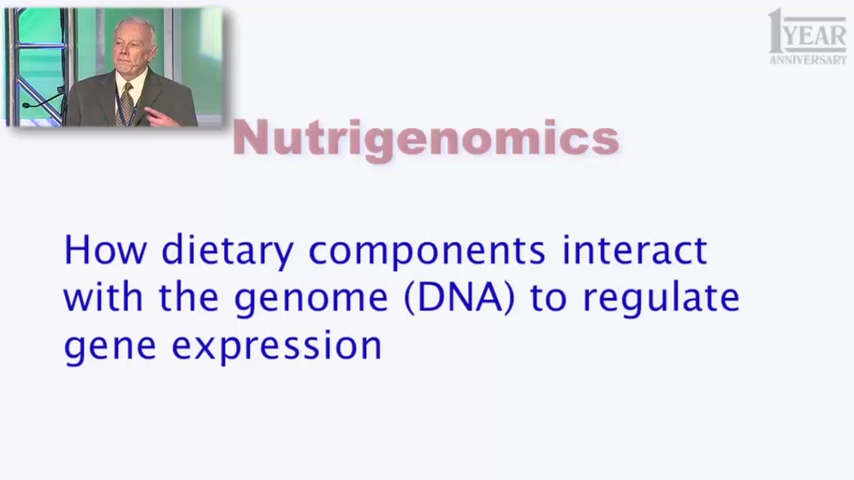 1 YEAR
ANNIVERSARY
Nutrigenomics
How dietary components interact
with the genome (DNA) to regulate
gene expression